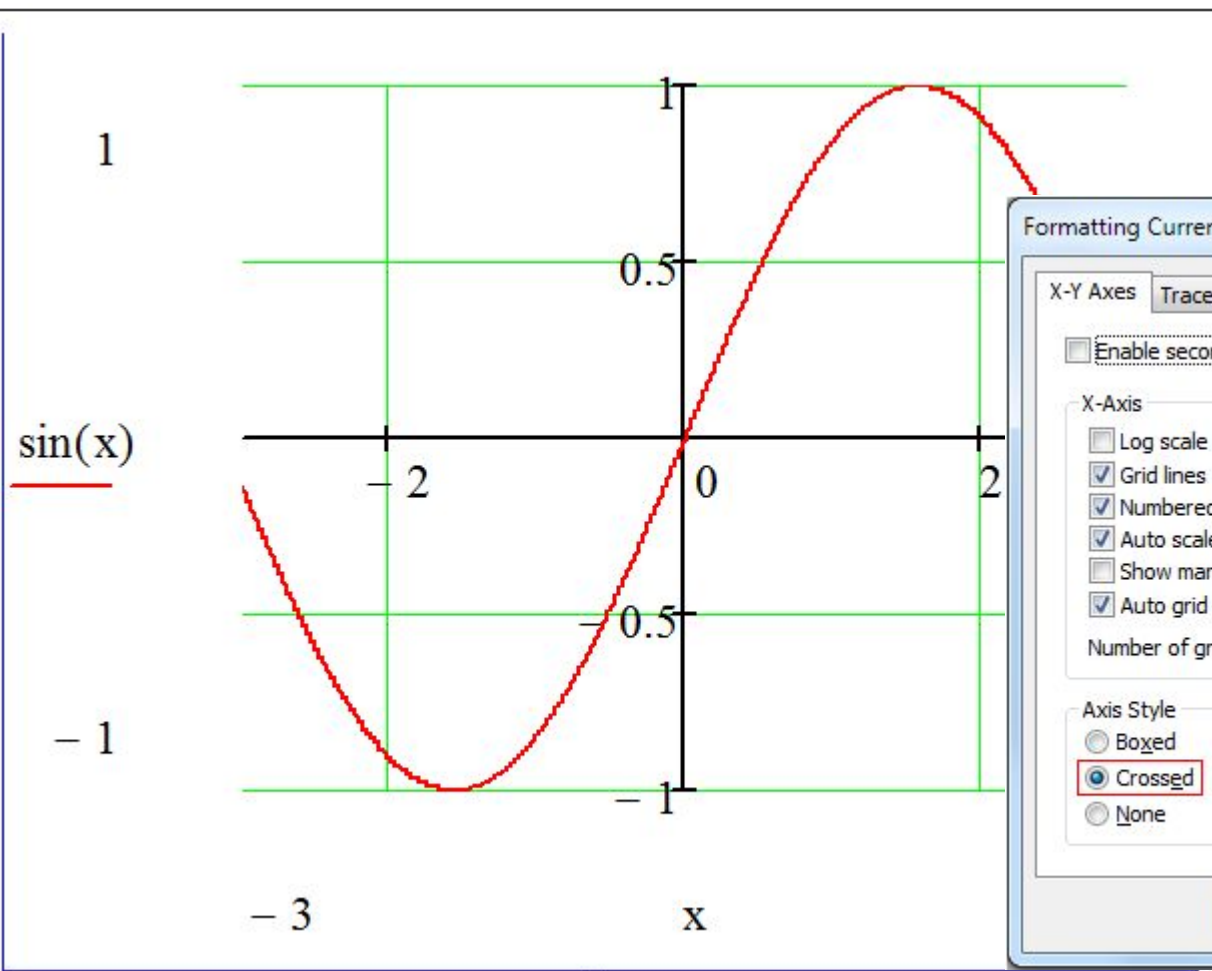 1
1
0.5
sin(x)
− 2
0
2
− 0.5
− 1
− 1
− 3
x
Formatting Curren
X-Y Axes
Trace
Enable secon
X-Axis
Log scale
Grid lines
Numbered
Auto scale
Show mar
Auto grid
Number of gr
Axis Style
Boxed
Crossed
None